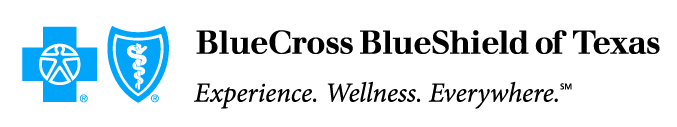 BlueCross BlueShield of Texas
Experience. Wellness. Everywhere.℠
® ®